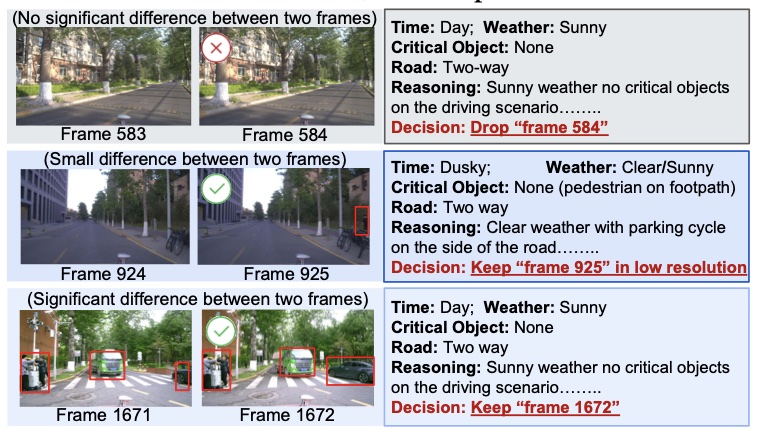 (No significant difference between two frames)
Frame 583
Frame 584
Time: Day; Weather: Sunny
Critical Object: None
Road: Two-way
Reasoning: Sunny weather no critical objects
on the driving scenario........
Decision: Drop “frame 584”
(Small difference between two frames)
Frame 924
Frame 925
Time: Dusky; Weather: Clear/Sunny
Critical Object: None (pedestrian on footpath)
Road: Two way
Reasoning: Clear weather with parking cycle
on the side of the road........
Decision: Keep “frame 925” in low resolution
(Significant difference between two frames)
Frame 1671
Frame 1672
Time: Day; Weather: Sunny
Critical Object: None
Road: Two way
Reasoning: Sunny weather no critical objects
on the driving scenario........
Decision: Keep “frame 1672”